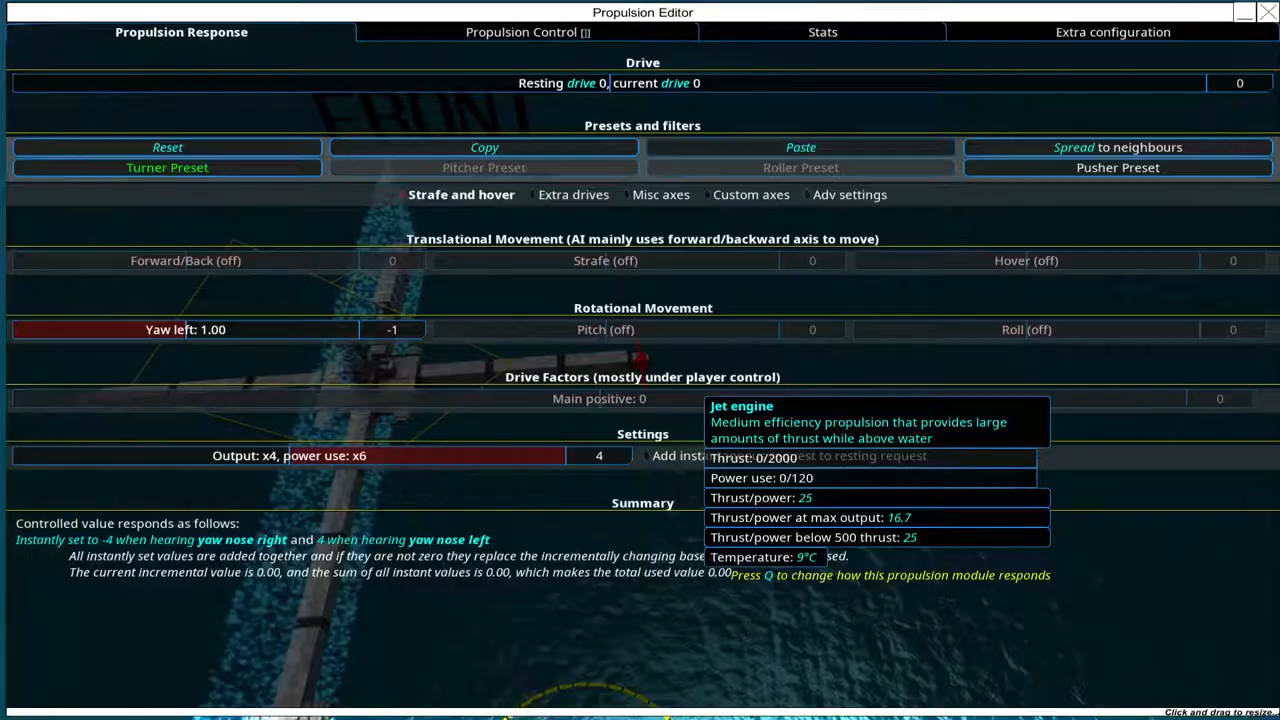 Propulsion Editor
Propulsion Response
Propulsion Control []]
Stats
Extra configuration
Drive
Resting drive 0, current drive 0
0
FRONT
Presets and filters
Reset
Copy
Paste
Spread to neighbours
Turner Preset
Pitcher Preset
Roller Preset
Pusher Preset
Strafe and hover
Extra drives
Misc axes
Custom axes
Adv settings
Translational Movement (AI mainly uses forward/backward axis to move)
Forward/Back (off)
0
Strafe (off)
0
Hover (off)
0
Rotational Movement
Yaw left: 1.00
-1
Pitch (off)
0
Roll (off)
0
Drive Factors (mostly under player control)
Main positive: 0
0
Jet engine
Medium efficiency propulsion that provides large
amounts of thrust while above water
Settings
Output: x4, power use: x6
4
to resting request
Thrust: 0/2000
Power use: 0/120
Thrust/power: 25
Thrust/power at max output: 16.7
Thrust/power below 500 thrust: 25
Temperature: 9°C
Press Q to change how this propulsion module responds
Summary
Controlled value responds as follows:
Instantly set to -4 when hearing yaw nose right and 4 when hearing yaw nose left
All instantly set values are added together and if they are not zero they replace the incrementally changing
The current incremental value is 0.00, and the sum of all instant values is 0.00, which makes the total used value 0.00
Click and drag to resize.